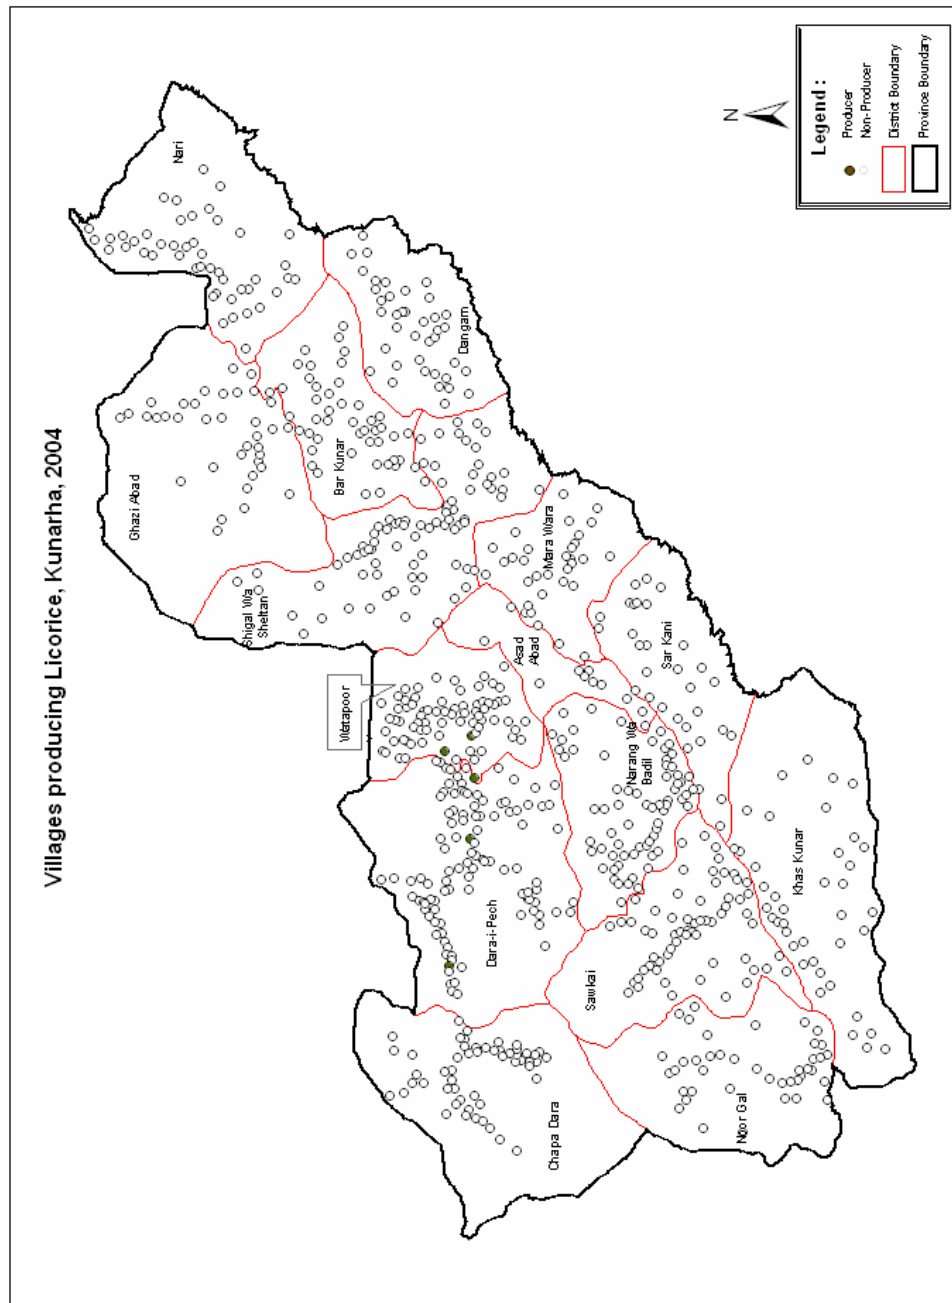 Villages producing Licorice, Kunarha, 2004
Nari
Ghazi Abad
Bar Kunar
Dangam
Shigal Wa
Sheltan
Mara Wara
Watapoor
Asad
Abad
Sar Kani
Narang Wa
Badil
Dara-i-Pech
Sawkai
Khas Kunar
Chapa Dara
Noor Gal
N
Legend :
Producer
Non-Producer
District Boundary
Province Boundary